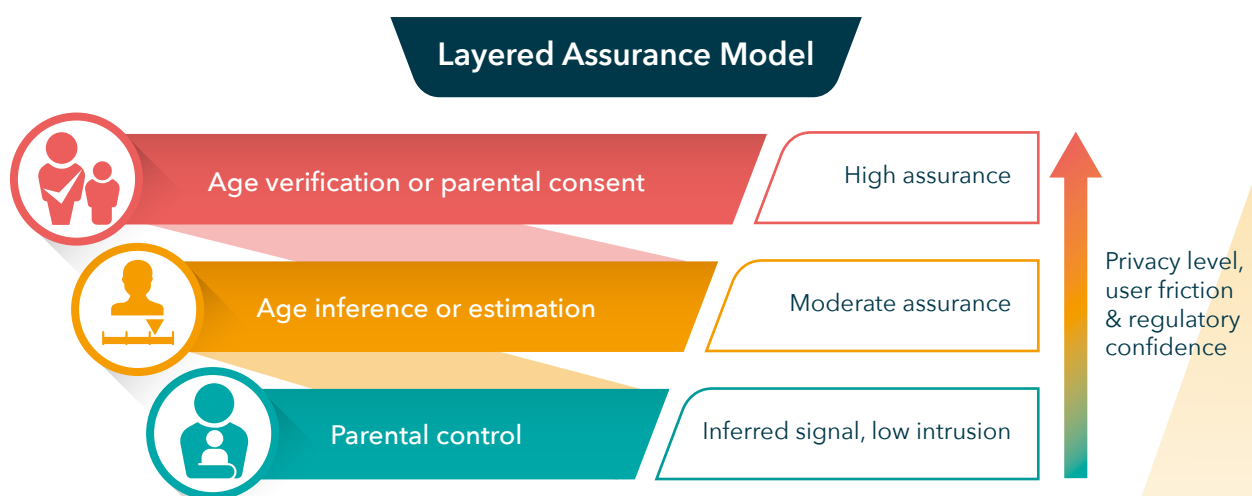 Layered Assurance Model
Age verification or parental consent
High assurance
Age inference or estimation
Moderate assurance
Parental control
Inferred signal, low intrusion
Privacy level,
user friction
& regulatory
confidence